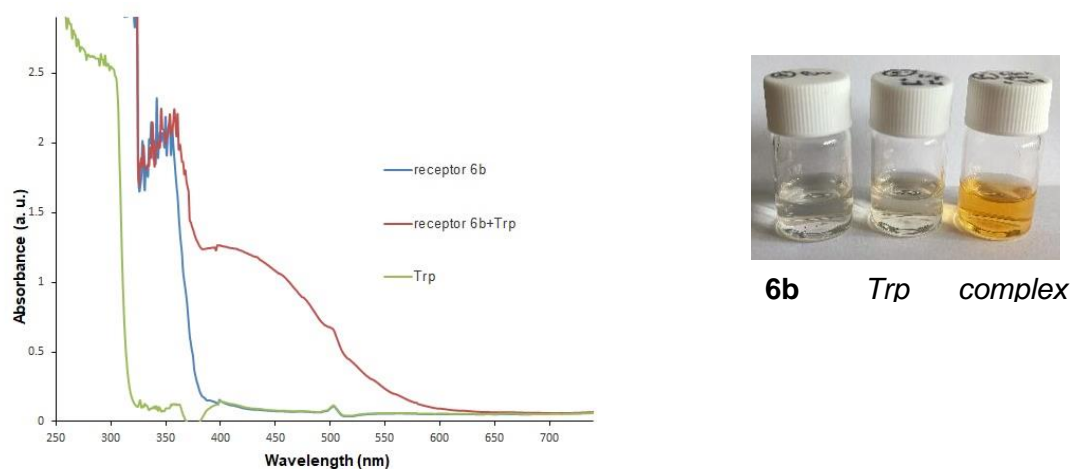 2.5
2
1.5
1
0.5
0
250 300 350 400 450 500 550 600 650 700
Absorbance (a. u.)
Wavelength (nm)
receptor 6b
receptor 6b+Trp
Trp
6b Trp complex